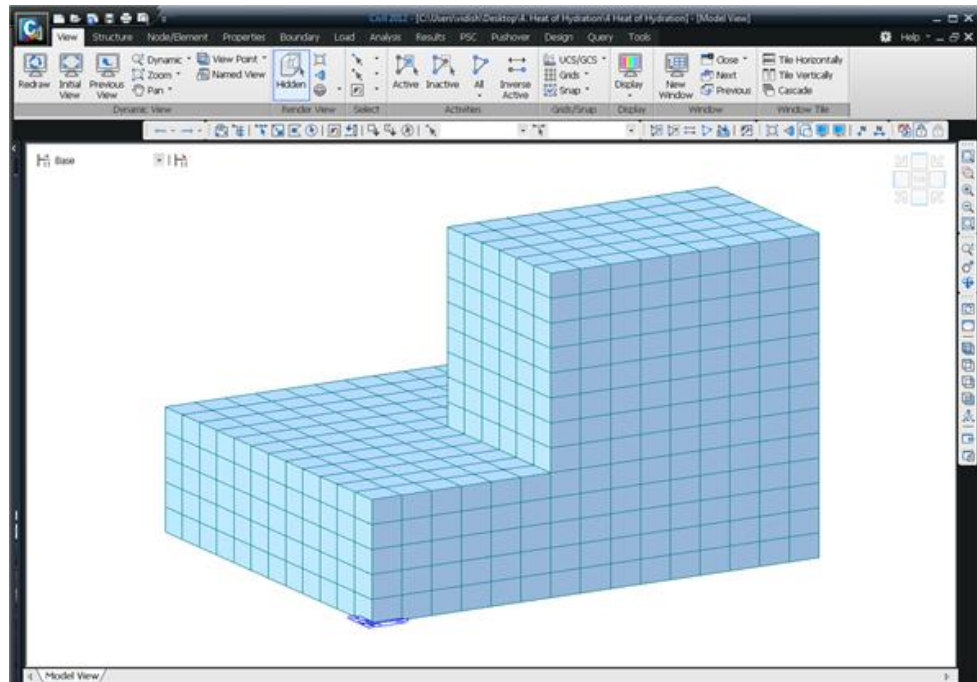 Civil 2012 - [C:\Users\vidish\Desktop\4. Heat of Hydration\4 Heat of Hydration] - [Model View]
View Structure Node/Element Properties Boundary Load Analysis Results PSC Pushover Design Query Tools Help
Redraw Initial View Previous View Dynamic Zoom Pan View Point Named View Hidden Active Inactive All Inverse Active UCS/GCS Grids Snap Display New Window Close Next Previous Tile Horizontally Tile Vertically Cascade
Dynamic View Render View Select Activities Grids/Snap Display Window Window Tile
Base
Model View